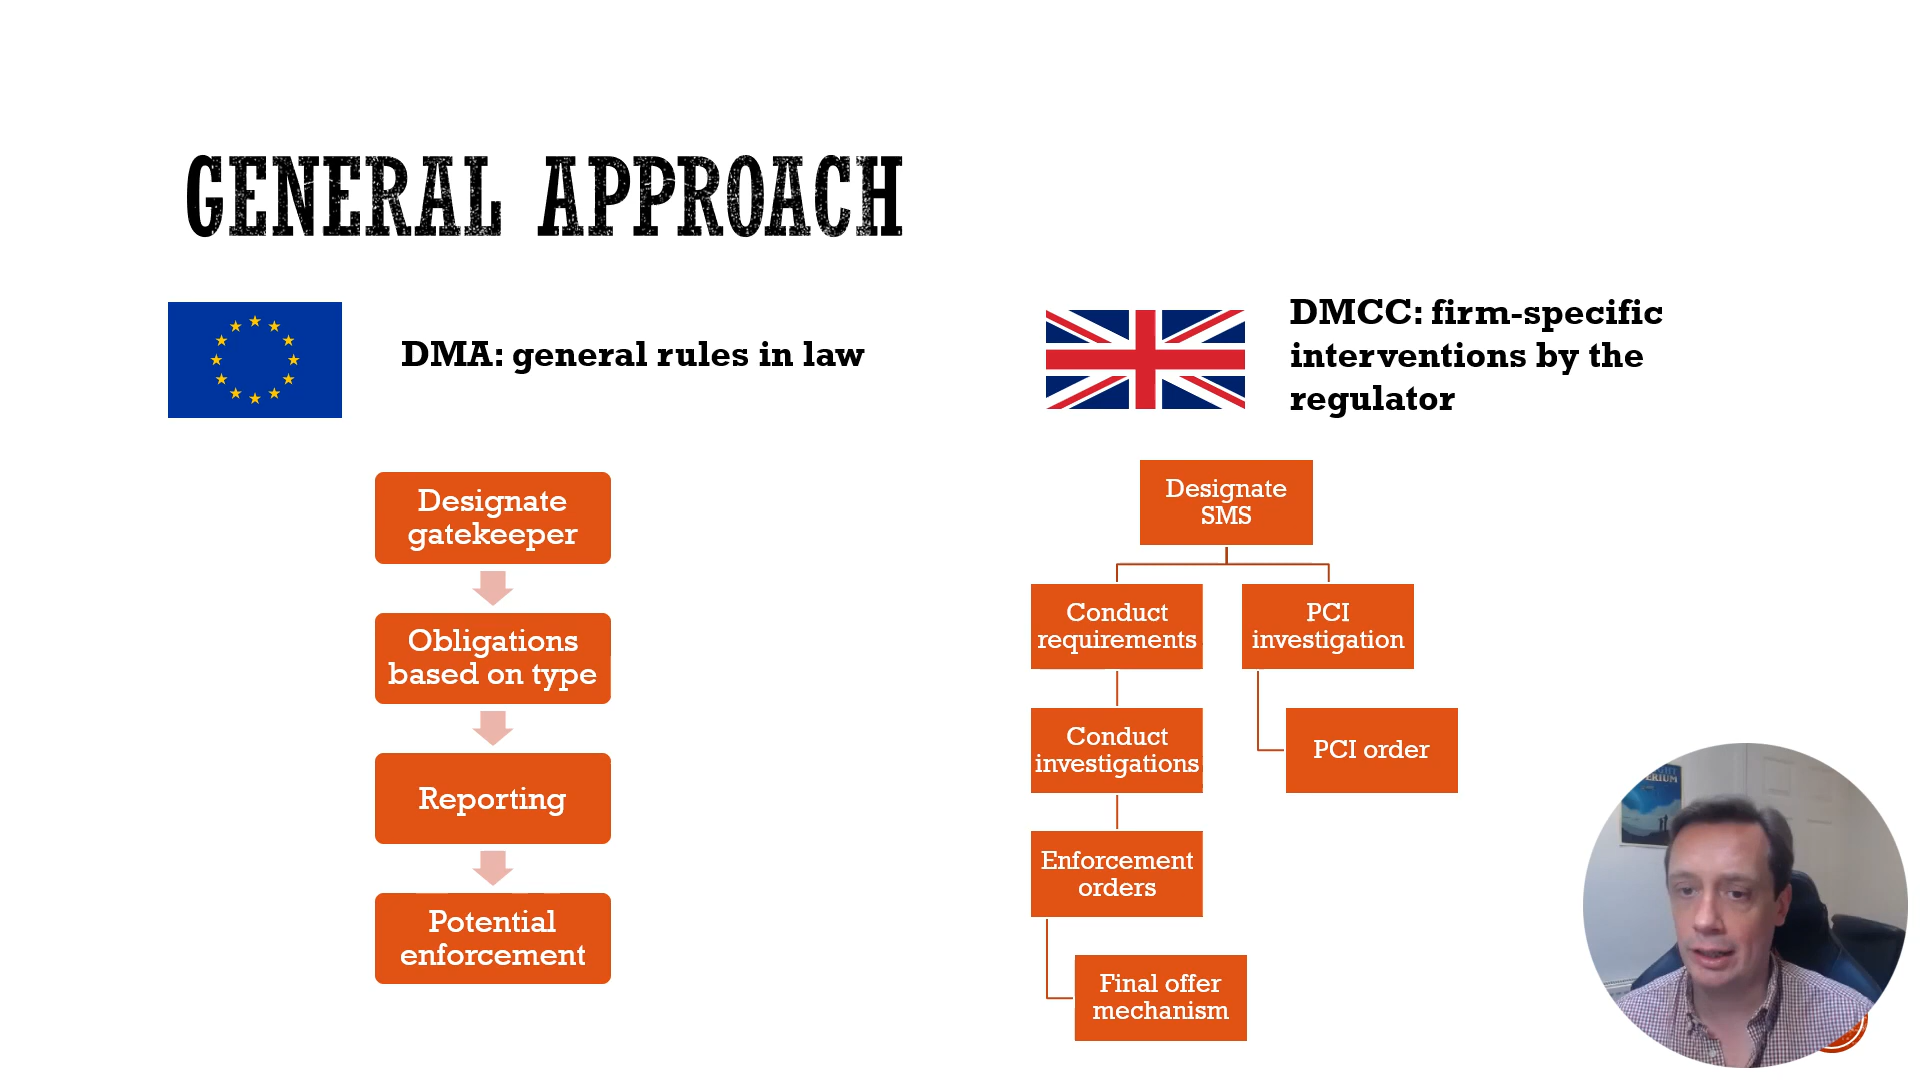 GENERAL APPROACH
DMA: general rules in law
Designate
gatekeeper
Obligations
based on type
Reporting
Potential
enforcement
DMCC: firm-specific
interventions by the
regulator
Designate
SMS
Conduct
requirements
PCI
investigation
Conduct
investigations
PCI order
Enforcement
orders
Final offer
mechanism